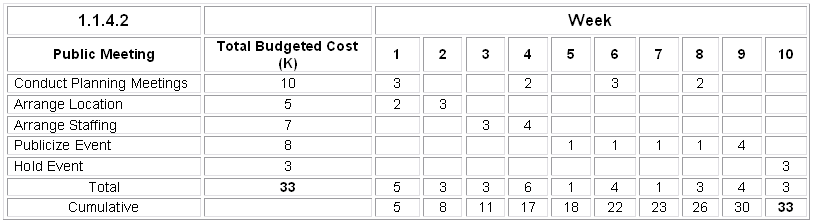 1.1.4.2 Week
Public Meeting Total Budgeted Cost (K) 1 2 3 4 5 6 7 8 9 10
Conduct Planning Meetings 10 3 2 3 2
Arrange Location 5 2 3
Arrange Staffing 7 3 4
Publicize Event 8 1 1 1 1 4
Hold Event 3 3
Total 33 5 3 3 6 1 4 1 3 4 3
Cumulative 5 8 11 17 18 22 23 26 30 33